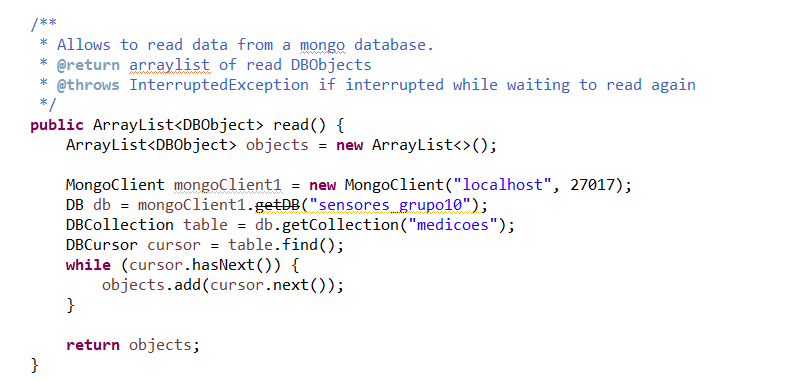 /**
 * Allows to read data from a mongo database.
 * @return arraylist of read DBObjects
 * @throws InterruptedException if interrupted while waiting to read again
 */
public ArrayList<DBObject> read() {
    ArrayList<DBObject> objects = new ArrayList<>();

    MongoClient mongoClient1 = new MongoClient("localhost", 27017);
    DB db = mongoClient1.getDB("sensores_grupo10");
    DBCollection table = db.getCollection("medicoes");
    DBCursor cursor = table.find();
    while (cursor.hasNext()) {
        objects.add(cursor.next());
    }

    return objects;
}